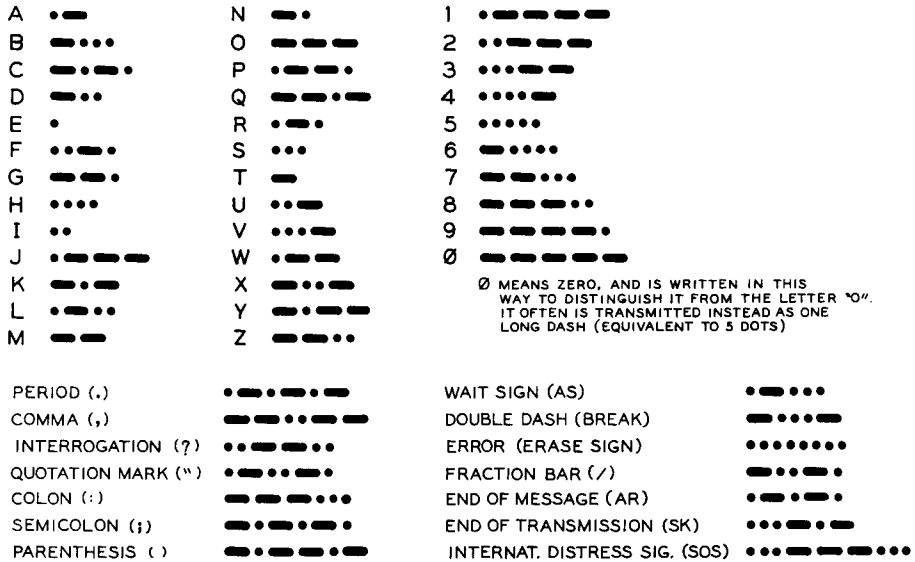 A •—
B —•••
C —•—•
D —••
E •
F ••—•
G ——•
H ••••
I ••
J •———
K —•—
L •—••
M ——
N —•
O ———
P •——•
Q ——•—
R •—•
S •••
T —
U ••—
V •••—
W •——
X —••—
Y —•——
Z ——••
1 •————
2 ••———
3 •••——
4 ••••—
5 •••••
6 —••••
7 ——•••
8 ———••
9 ————•
Ø —————
Ø MEANS ZERO, AND IS WRITTEN IN THIS
WAY TO DISTINGUISH IT FROM THE LETTER "O".
IT OFTEN IS TRANSMITTED INSTEAD AS ONE
LONG DASH (EQUIVALENT TO 5 DOTS)
PERIOD (.) •—•—•—
COMMA (,) ——••——
INTERROGATION (?) ••——••
QUOTATION MARK (") •—••—•
COLON (:) ———•••
SEMICOLON (;) —•—•—•
PARENTHESIS ( ) —•——•—
WAIT SIGN (AS) •—•••
DOUBLE DASH (BREAK) —•••—
ERROR (ERASE SIGN) ••••••••
FRACTION BAR (/) —••—•
END OF MESSAGE (AR) •—•—•
END OF TRANSMISSION (SK) •••—•—
INTERNAT. DISTRESS SIG. (SOS) •••———•••